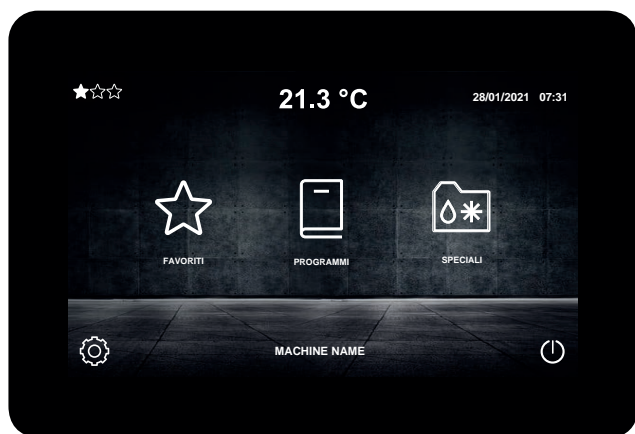 21.3 °C
28/01/2021 07:31
FAVORITI
PROGRAMMI
SPECIALI
MACHINE NAME